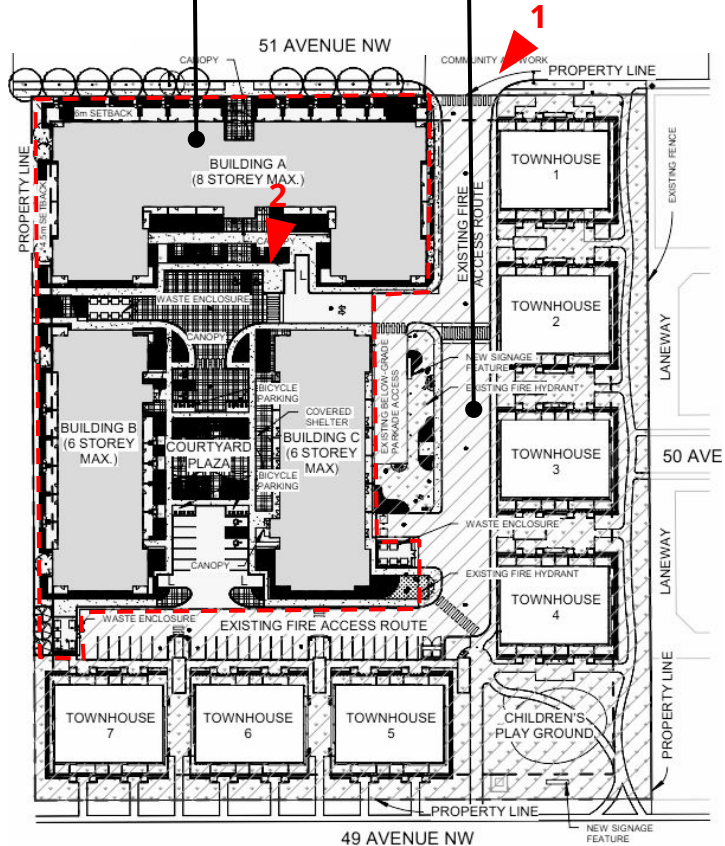 1
51 AVENUE NW
CANOPY
COMMUNITY
PROPERTY LINE
6m SETBACK
PROPERTY LINE
4.5m SETBACK
BUILDING A
(8 STOREY MAX.)
2
CANOPY
EXISTING FIRE
ACCESS ROUTE
TOWNHOUSE
1
EXISTING FENCE
WASTE ENCLOSURE
TOWNHOUSE
2
LANEWAY
CANOPY
NEW SIGNAGE
FEATURE
EXISTING FIRE HYDRANT
EXISTING BELOW-GRADE
PARKADE ACCESS
BICYCLE
PARKING
COVERED
SHELTER
BUILDING B
(6 STOREY
MAX.)
COURTYARD
PLAZA
BUILDING C
(6 STOREY
MAX)
BICYCLE
PARKING
TOWNHOUSE
3
50 AVE
WASTE ENCLOSURE
CANOPY
EXISTING FIRE HYDRANT
TOWNHOUSE
4
LANEWAY
WASTE ENCLOSURE
EXISTING FIRE ACCESS ROUTE
TOWNHOUSE
7
TOWNHOUSE
6
TOWNHOUSE
5
CHILDREN'S
PLAY GROUND
PROPERTY LINE
PROPERTY LINE
49 AVENUE NW
NEW SIGNAGE
FEATURE